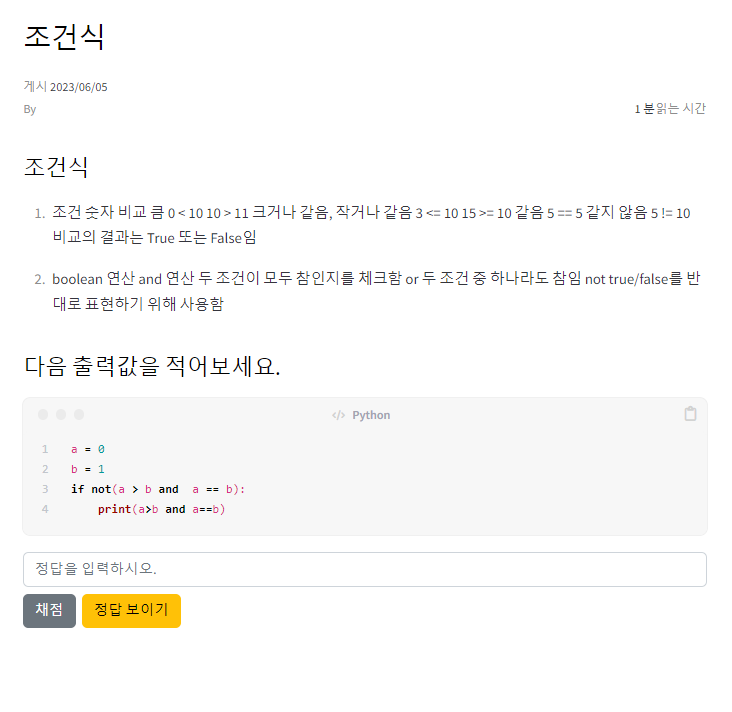 조건식
게시 2023/06/05
By
1 분읽는 시간
조건식
1. 조건 숫자 비교 큼 0 < 10 10 > 11 크거나 같음, 작거나 같음 3 <= 10 15 >= 10 같음 5 == 5 같지 않음 5 != 10
비교의 결과는 True 또는 False임
2. boolean 연산 and 연산 두 조건이 모두 참인지를 체크함 or 두 조건 중 하나라도 참임 not true/false를 반
대로 표현하기 위해 사용함
다음 출력값을 적어보세요.
</> Python
1 a = 0
2 b = 1
3 if not(a > b and  a == b):
4     print(a>b and a==b)
정답을 입력하시오.
채점 정답 보이기